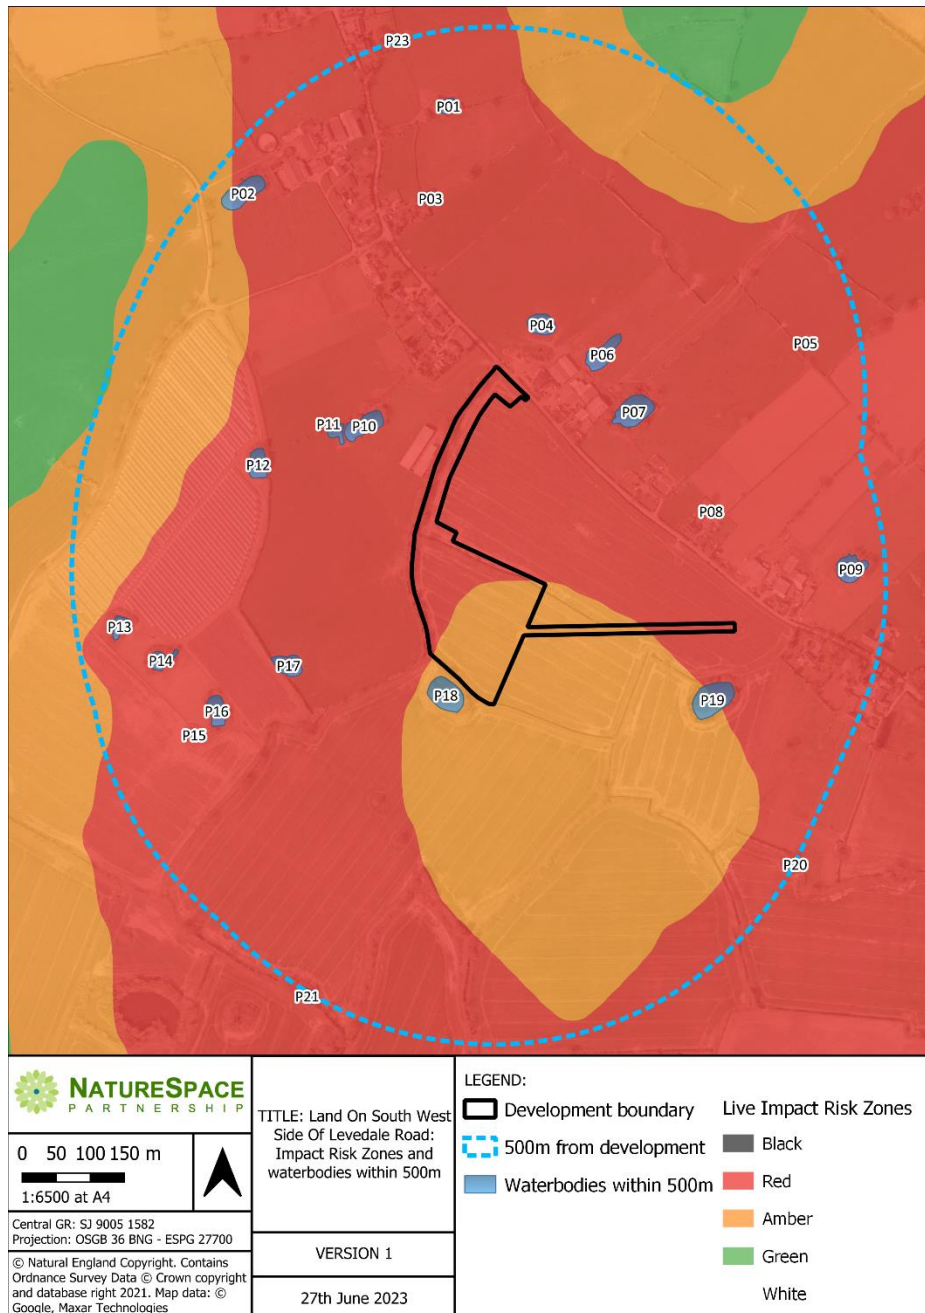 P23
P01
P02
P03
P04
P05
P06
P07
P11
P10
P12
P08
P09
P13
P14
P17
P18
P19
P16
P15
P20
P21
NATURESPACE
PARTNERSHIP
0 50 100 150 m
1:6500 at A4
Central GR: SJ 9005 1582
Projection: OSGB 36 BNG - ESPG 27700
© Natural England Copyright. Contains
Ordnance Survey Data © Crown copyright
and database right 2021. Map data: ©
Google, Maxar Technologies
TITLE: Land On South West
Side Of Levedale Road:
Impact Risk Zones and
waterbodies within 500m
VERSION 1
27th June 2023
LEGEND:
Development boundary
500m from development
Waterbodies within 500m
Live Impact Risk Zones
Black
Red
Amber
Green
White